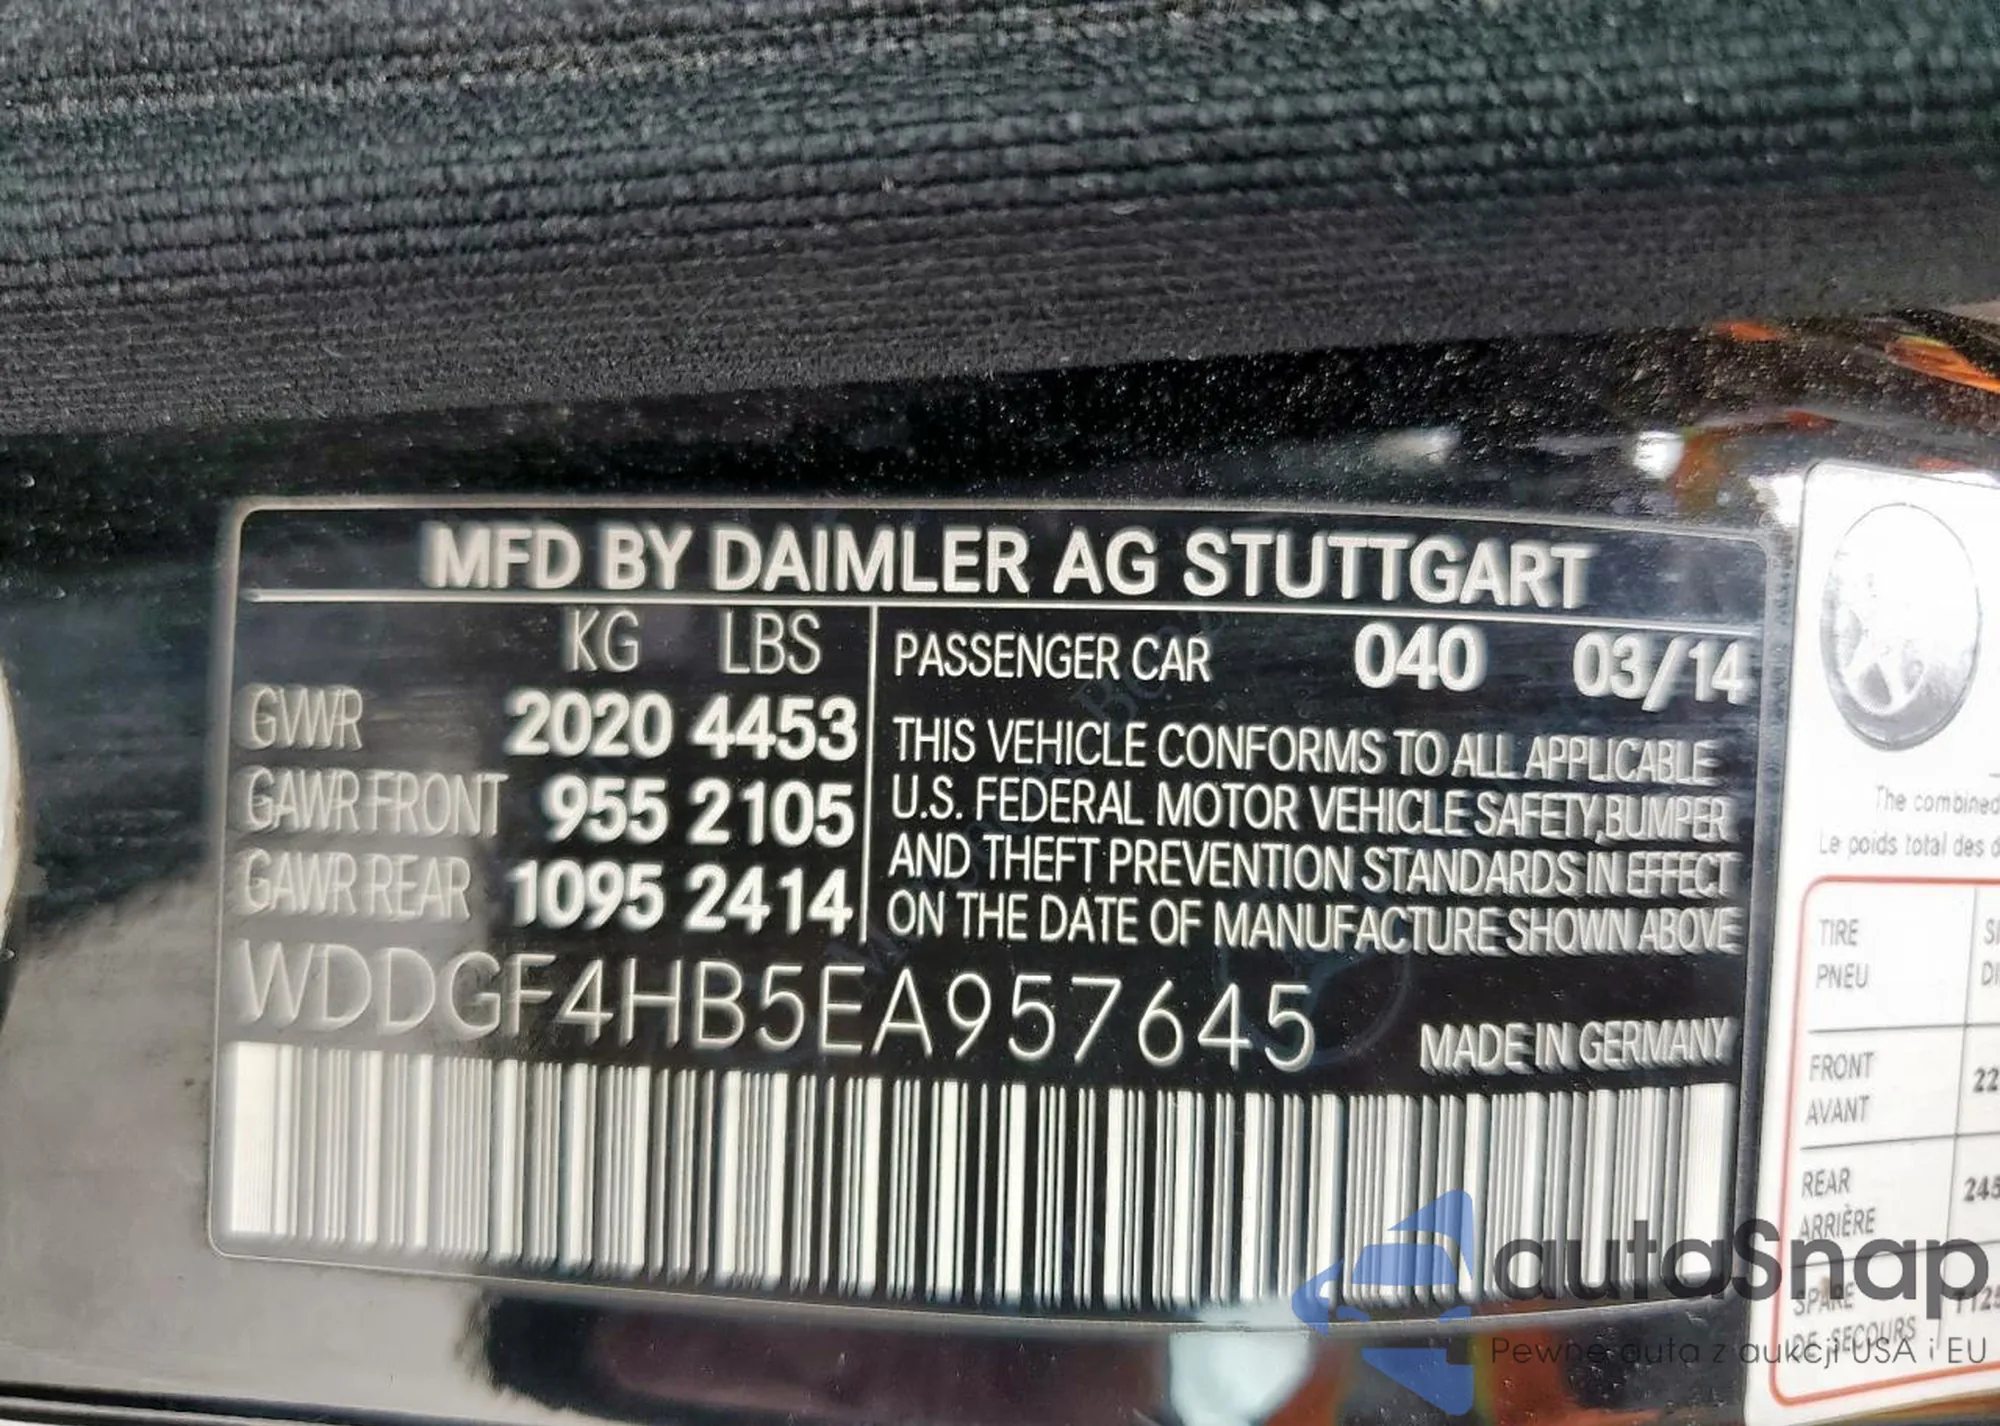 MFD BY DAIMLER AG STUTTGART
KG LBS
GVWR 2020 4453
GAWR FRONT 955 2105
GAWR REAR 1095 2414
PASSENGER CAR 040 03/14
THIS VEHICLE CONFORMS TO ALL APPLICABLE
U.S. FEDERAL MOTOR VEHICLE SAFETY, BUMPER
AND THEFT PREVENTION STANDARDS IN EFFECT
ON THE DATE OF MANUFACTURE SHOWN ABOVE
WDDGF4HB5EA957645
MADE IN GERMANY
The combined
Le poids total des
TIRE
PNEU
FRONT
AVANT
REAR
ARRIÈRE
245
SPARE
DE SECOURS
autoSnap
Pewne auta z aukcji USA i EU